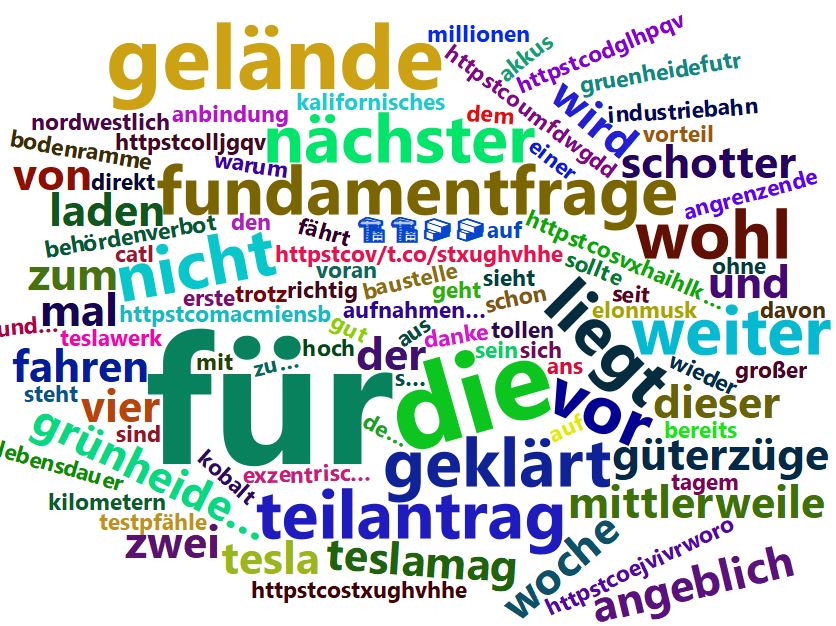 millionen
gelände
akkus
httpstcodglhpqv
httpstcoumfdwgdd
gruenheidefutr
kalifornisches
wird
industriebahn
nordwestlich
anbindung
dem
vorteil
bodenramme
httpstcolljgqv
nächster
einer
schotter
warum
von
direkt
fundamentfrage
angrenzende
laden
behördenverbot
den
fährt
🏗🏗📦📦auf
httpstcosvxhaihlk...
wohl
catl
nicht
httpstcov/t.co/stxughvhhe
sollte
ohne
zum
voran
baustelle
sieht
seit
und
erste
trotz
richtig
geht
schon
liegt
elonmusk
davon
mal
httpstcomacmiensb
aufnahmen...
weiter
und...
teslawerk
gut
aus
danke
tollen
fahren
für
mit
zu...
hoch
der
die
sein
sich
ans
wieder
großer
steht
vier
s...
vor
dieser
grünheide...
sind
de...
auf
bereits
lebensdauer
kobalt
exzentrisc...
geklärt
güterzüge
tagem
kilometern
testpfähle
teilantrag
mittlerweile
zwei
tesla
teslamag
woche
httpstcoejvivrworo
httpstcostxughvhhe
angeblich